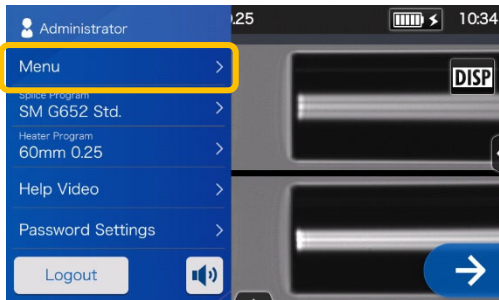 Administrator
.25
10:34
Menu
DISP
Splice Program
SM G652 Std.
Heater Program
60mm 0.25
Help Video
Password Settings
Logout